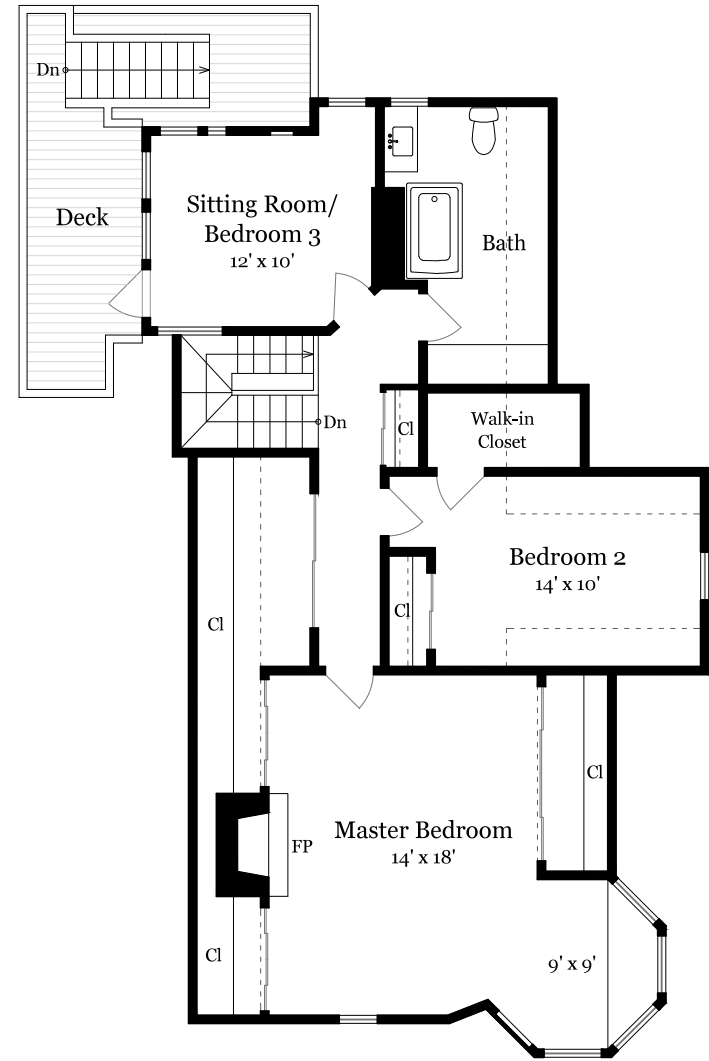 Dn
Deck
Sitting Room/
Bedroom 3
12' x 10'
Bath
Dn
Cl
Walk-in
Closet
Bedroom 2
14' x 10'
Cl
Cl
Cl
Master Bedroom
14' x 18'
FP
Cl
9' x 9'